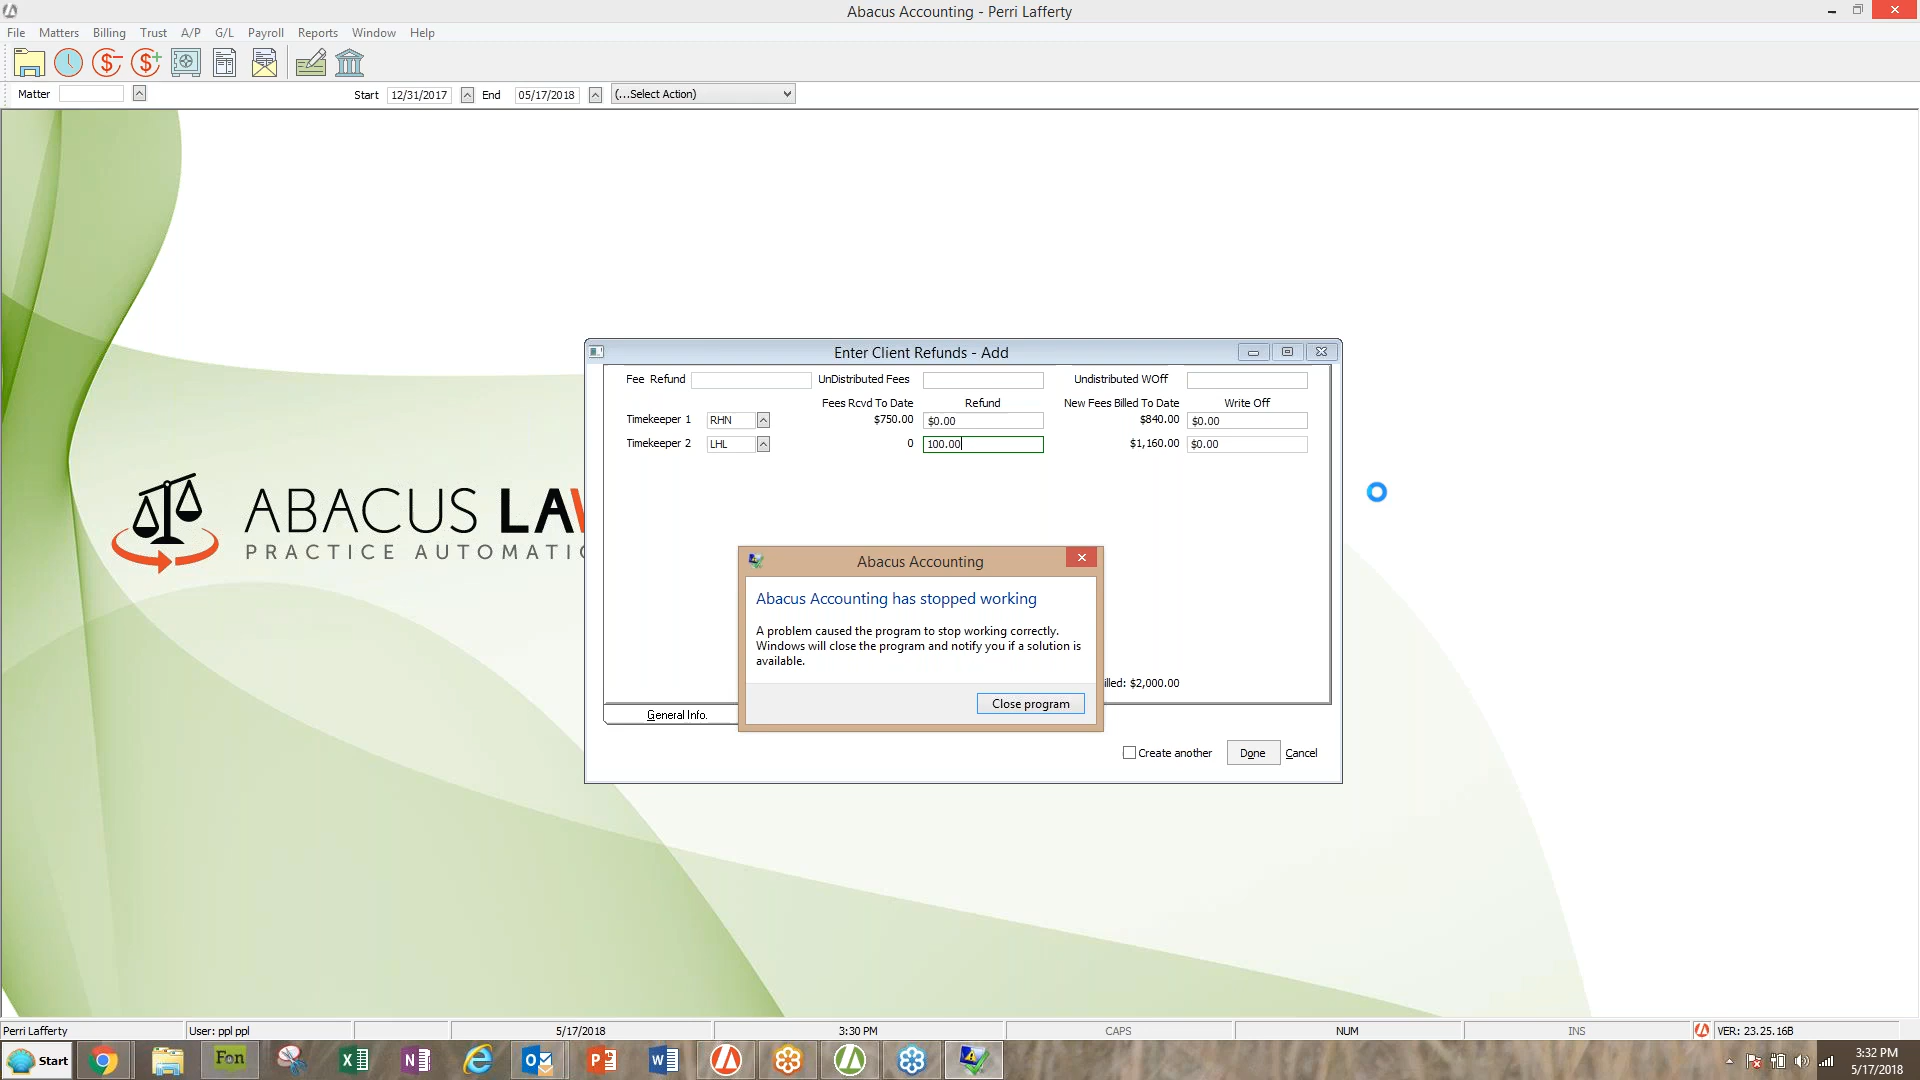 Abacus Accounting - Perri Lafferty
File Matters Billing Trust A/P G/L Payroll Reports Window Help
Matter Start 12/31/2017 End 05/17/2018 (...Select Action)
Enter Client Refunds - Add
Fee Refund UnDistributed Fees Undistributed WOff
Fees Rcvd To Date Refund New Fees Billed To Date Write Off
Timekeeper 1 RHN $750.00 $0.00 $840.00 $0.00
Timekeeper 2 LHL 0 100.00 $1,160.00 $0.00
ABACUS LAW
PRACTICE AUTOMATIC
Abacus Accounting
Abacus Accounting has stopped working
A problem caused the program to stop working correctly.
Windows will close the program and notify you if a solution is
available.
illed: $2,000.00
Close program
General Info.
Create another Done Cancel
Perri Lafferty User: ppl ppl 5/17/2018 3:30 PM CAPS NUM INS VER: 23.25.16B
Start Fon 3:32 PM
5/17/2018